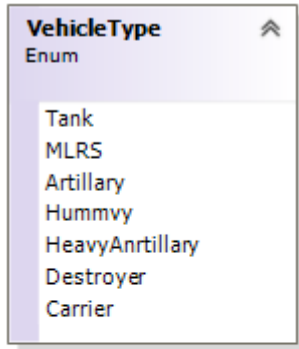 VehicleType
Enum
Tank
MLRS
Artillary
Hummvy
HeavyAnrtillary
Destroyer
Carrier